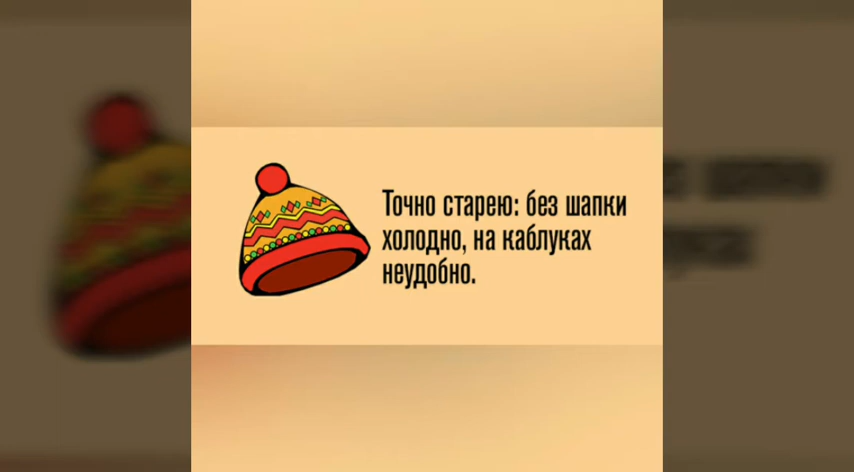 Точно старею: без шапки
холодно, на каблуках
неудобно.